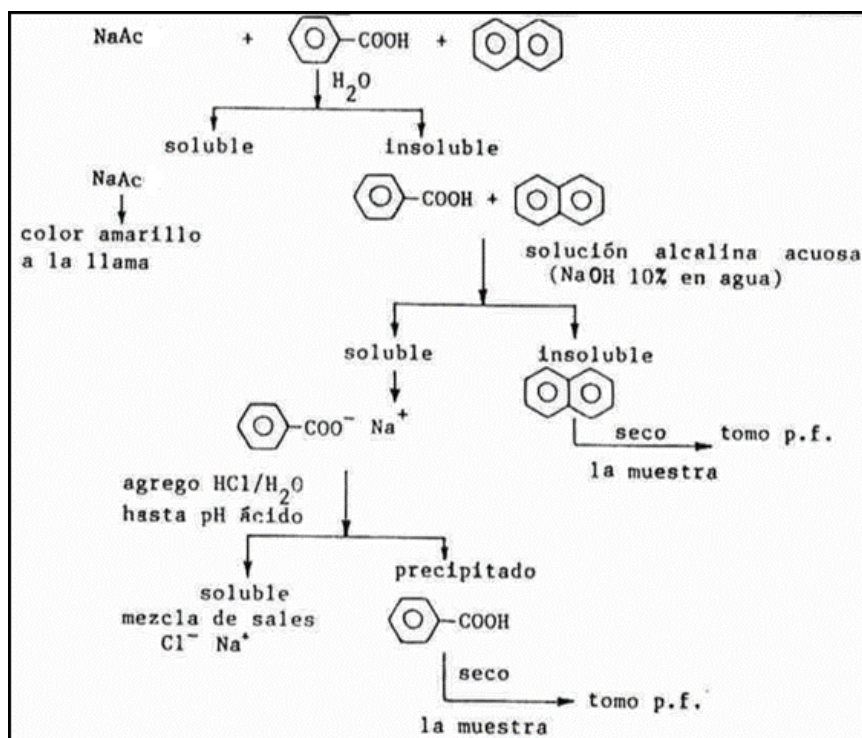 NaAc + COOH +
H2O
soluble insoluble
NaAc
COOH +
color amarillo
a la llama
solución alcalina acuosa
(NaOH 10% en agua)
soluble insoluble
COO⁻ Na⁺
seco tomo p.f.
la muestra
agrego HCl/H2O
hasta pH ácido
precipitado
soluble
mezcla de sales
Cl⁻ Na⁺
COOH
seco
tomo p.f.
la muestra